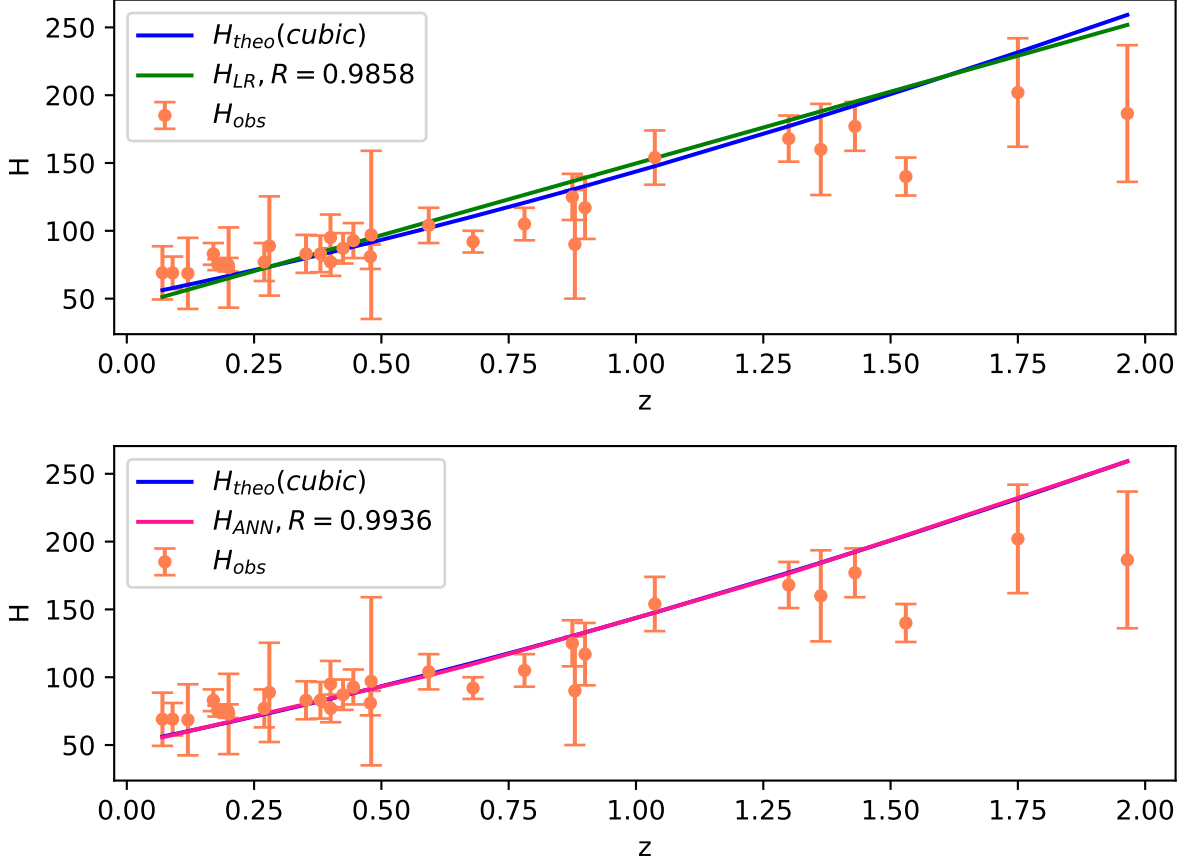 H_theo(cubic)
H_LR, R = 0.9858
H_obs
250
200
150
100
50
H
0.00 0.25 0.50 0.75 1.00 1.25 1.50 1.75 2.00
z
H_theo(cubic)
H_ANN, R = 0.9936
H_obs
250
200
150
100
50
H
0.00 0.25 0.50 0.75 1.00 1.25 1.50 1.75 2.00
z